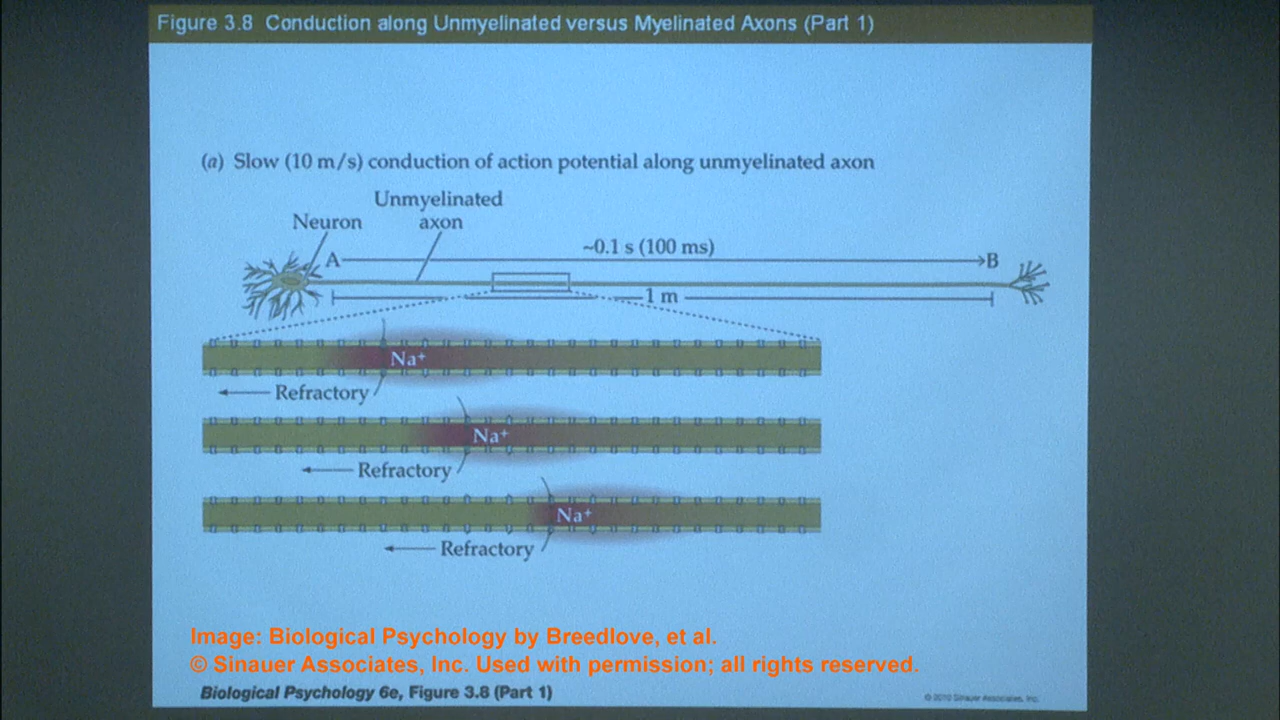 Figure 3.8 Conduction along Unmyelinated versus Myelinated Axons (Part 1)
(a) Slow (10 m/s) conduction of action potential along unmyelinated axon
Unmyelinated
axon
Neuron
A
~0.1 s (100 ms)
B
1 m
Na+
Refractory
Na+
Refractory
Na+
Refractory
Image: Biological Psychology by Breedlove, et al.
© Sinauer Associates, Inc. Used with permission; all rights reserved.
Biological Psychology 6e, Figure 3.8 (Part 1)
© 2010 Sinauer Associates, Inc.